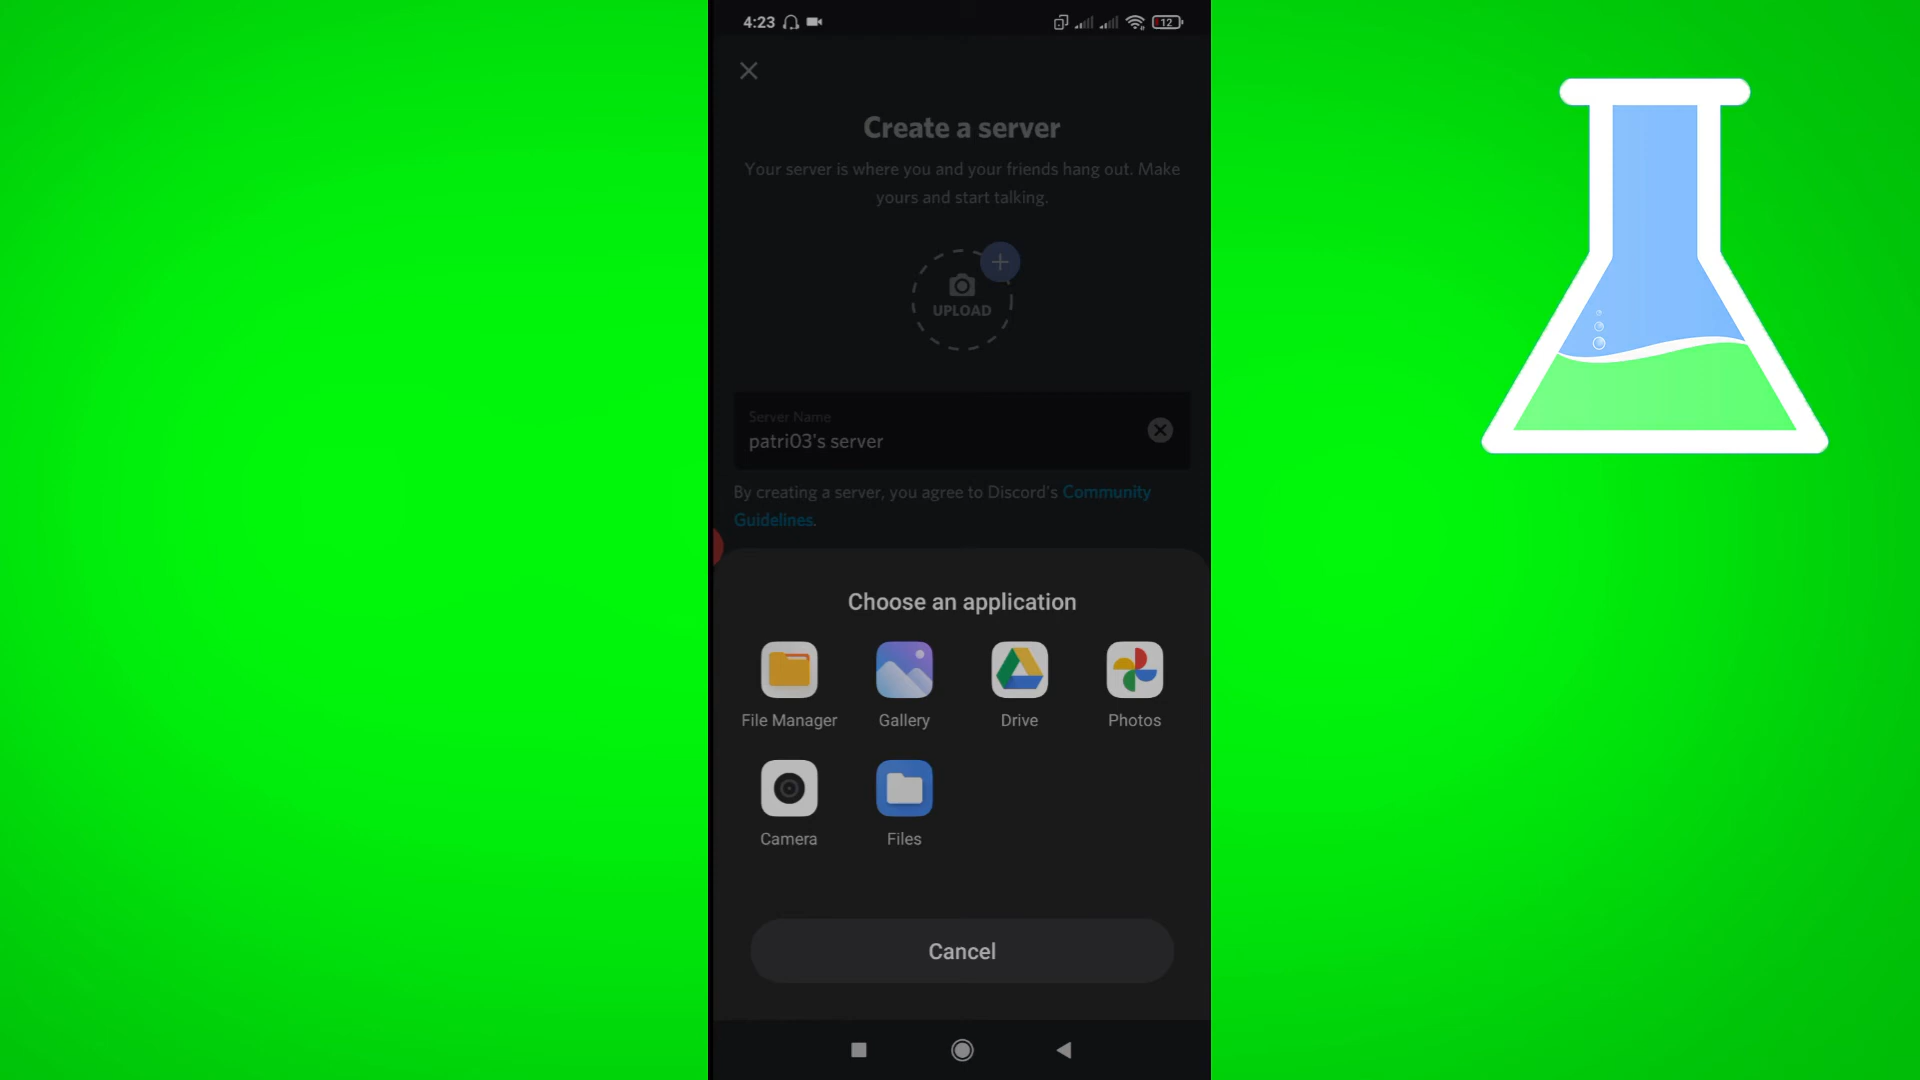 4:23
12
Create a server
Your server is where you and your friends hang out. Make
yours and start talking.
UPLOAD
Server Name
patri03's server
By creating a server, you agree to Discord's Community
Guidelines.
Choose an application
File Manager
Gallery
Drive
Photos
Camera
Files
Cancel